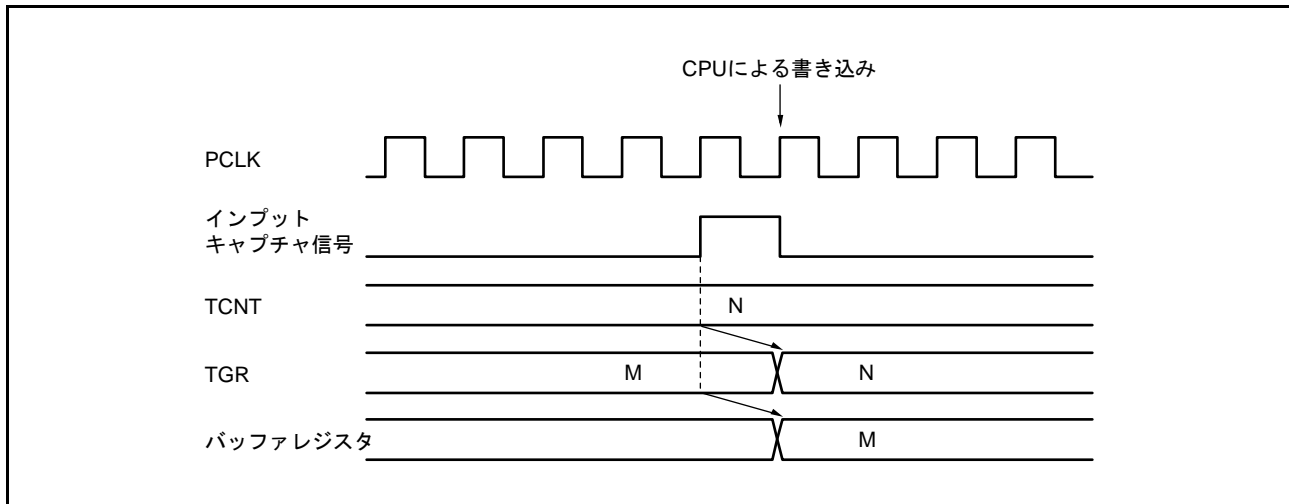 CPUによる書き込み
PCLK
インプット
キャプチャ信号
TCNT
N
TGR
M
N
バッファレジスタ
M